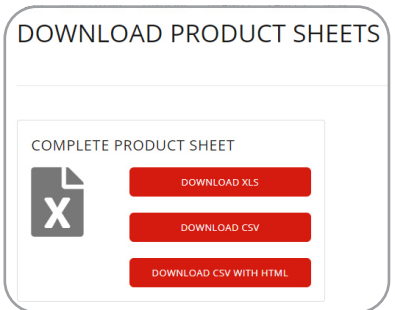 DOWNLOAD PRODUCT SHEETS
COMPLETE PRODUCT SHEET
X
DOWNLOAD XLS
DOWNLOAD CSV
DOWNLOAD CSV WITH HTML